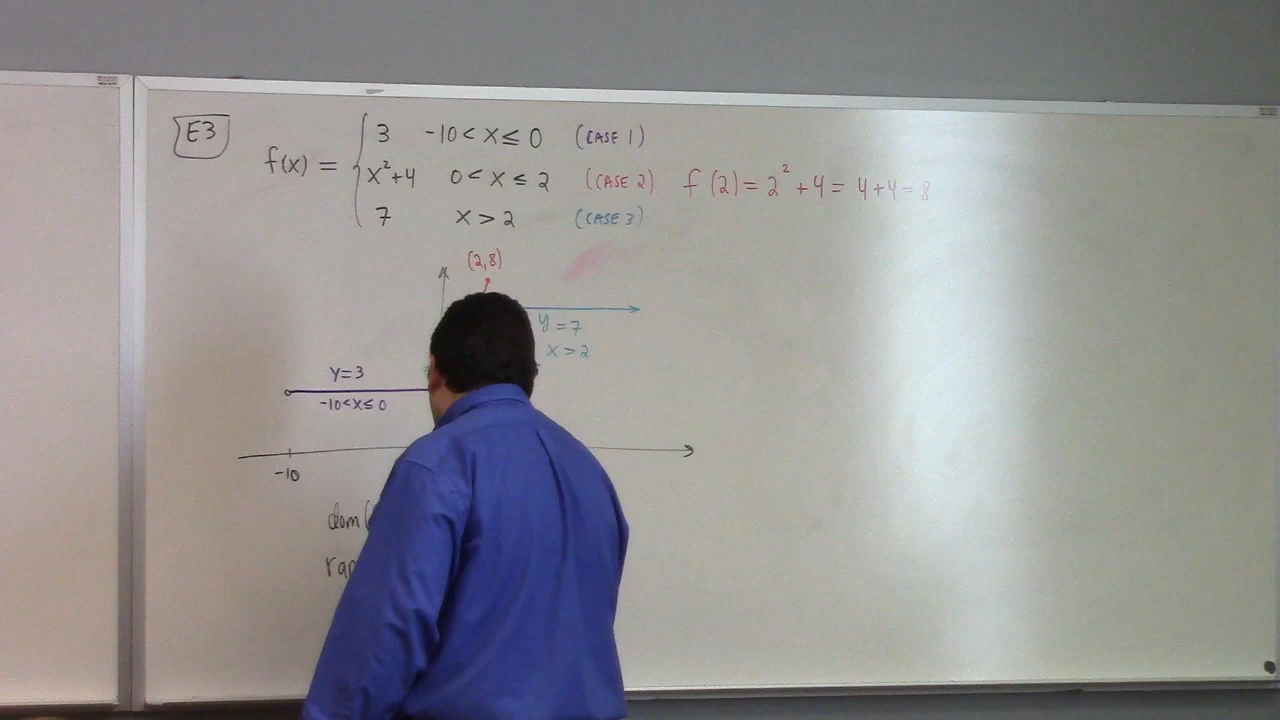 E3
f(x) = { 3 -10 < x ≤ 0 (CASE 1)
x²+4 0 < x ≤ 2 (CASE 2) f(2) = 2² + 4 = 4+4 = 8
7 x > 2 (CASE 3)
(2,8)
y = 7
x > 2
y=3
-10<x≤0
-10
dom(